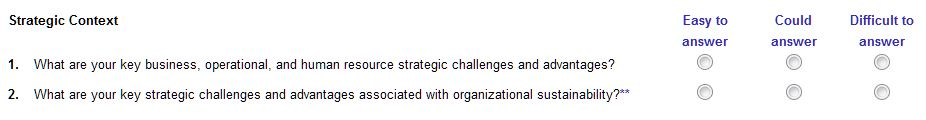 Strategic Context Easy to Could Difficult to
answer answer answer
1. What are your key business, operational, and human resource strategic challenges and advantages?
2. What are your key strategic challenges and advantages associated with organizational sustainability?**